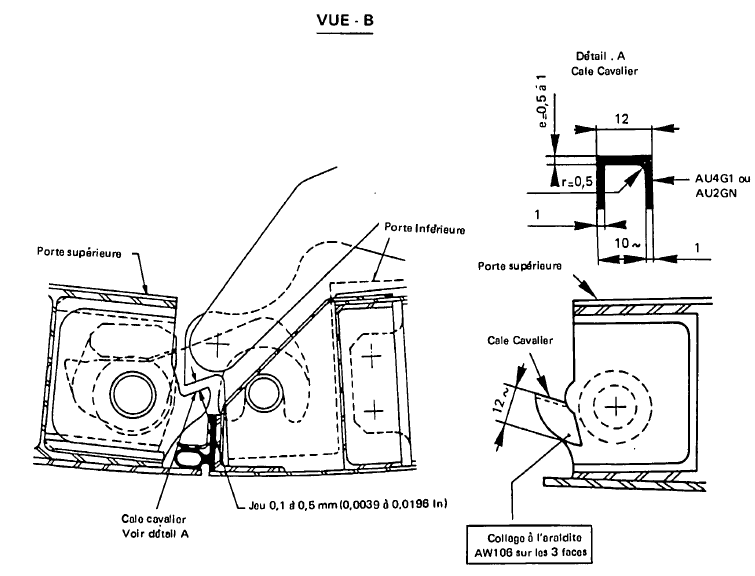 VUE - B
Détail . A
Cale Cavalier
e=0,5 à 1
12
r=0,5
AU4G1 ou
AU2GN
1
10 ~
1
Porte Inférieure
Porte supérieure
Porte supérieure
Cale Cavalier
12 ~
Jeu 0,1 à 0,5 mm (0,0039 à 0,0196 In)
Cale cavalier
Voir détail A
Collage à l'araldite
AW106 sur les 3 faces